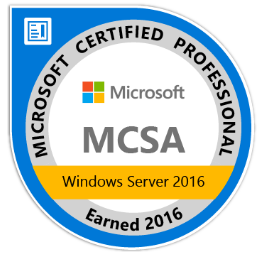 MICROSOFT CERTIFIED PROFESSIONAL
Microsoft
MCSA
Windows Server 2016
Earned 2016